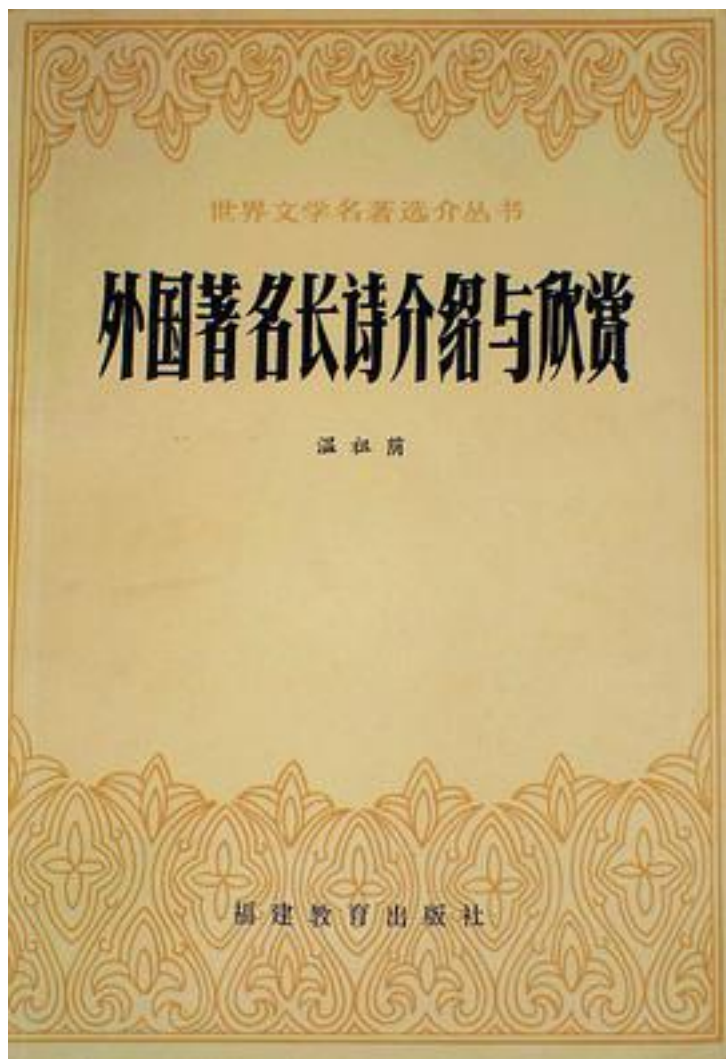 世界文学名著选介丛书
外国著名长诗介绍与欣赏
温祖荫
福建教育出版社